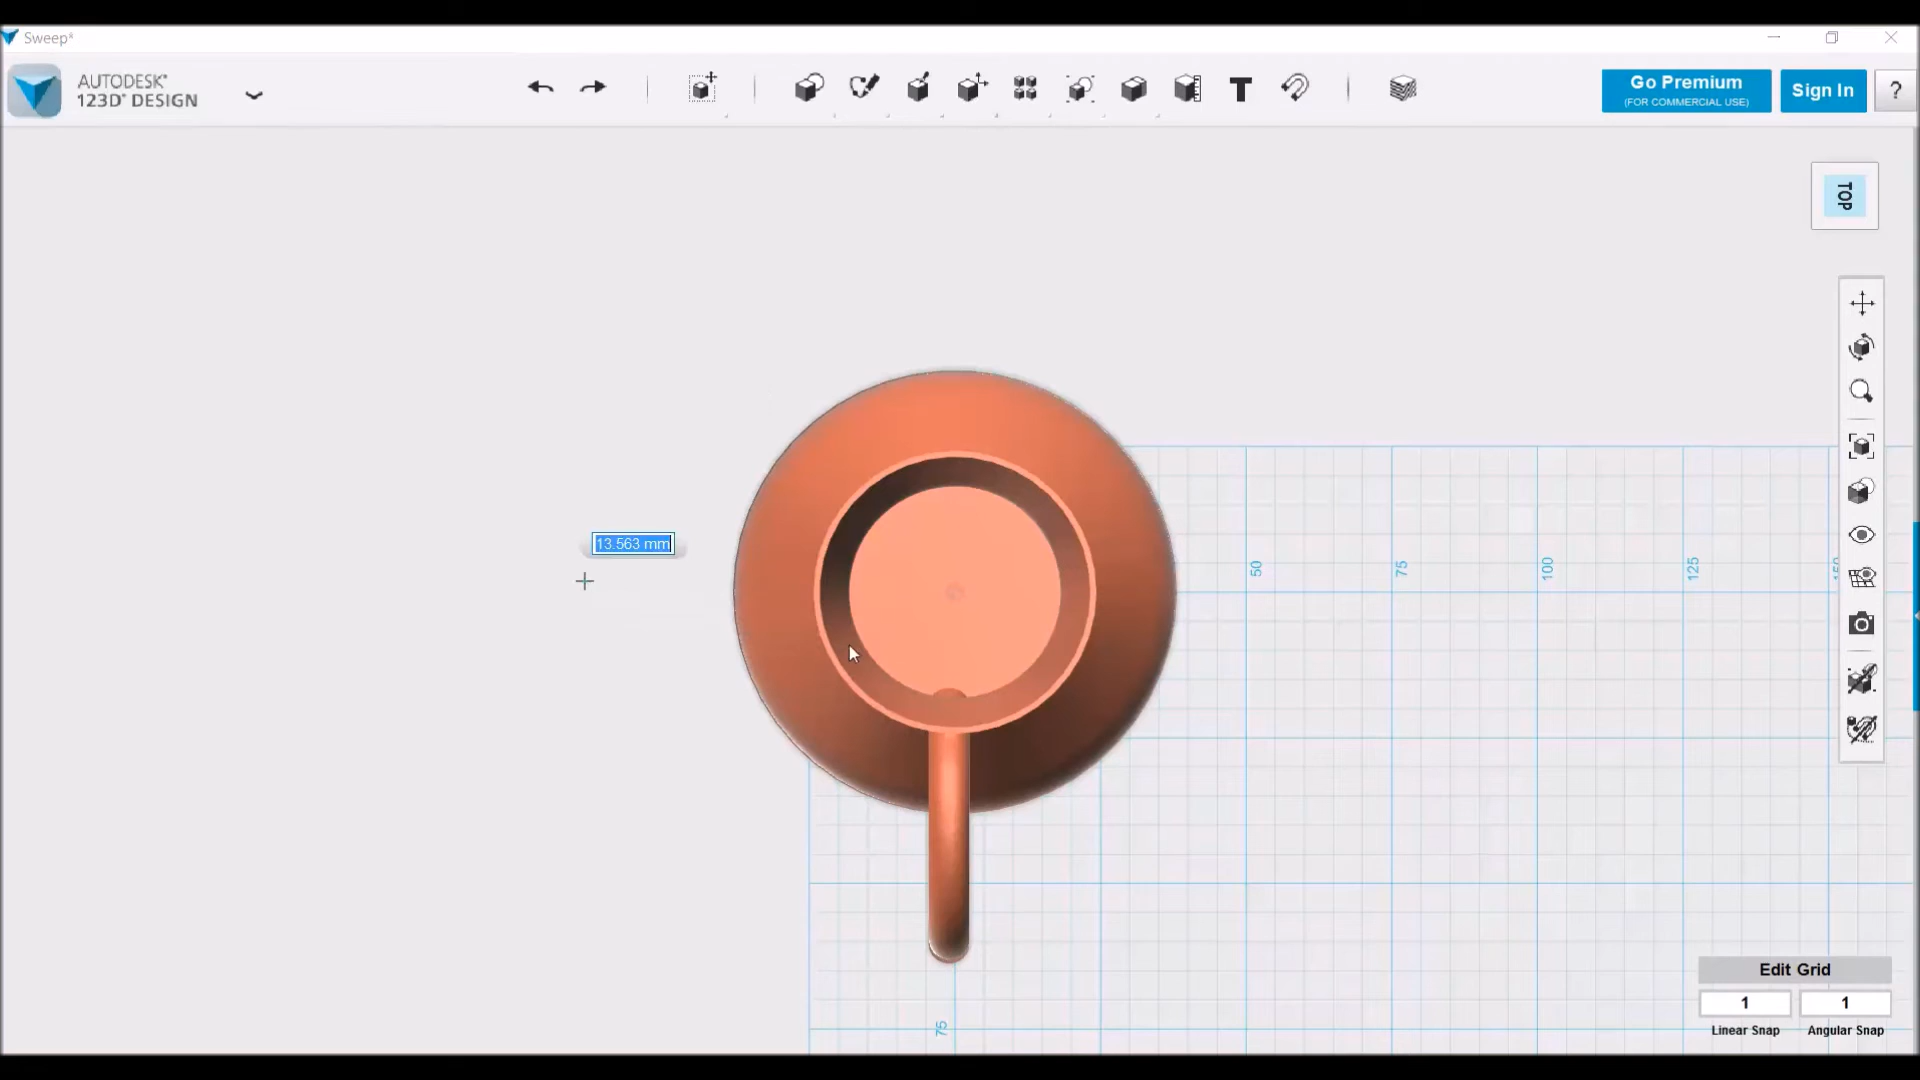 Sweep*
AUTODESK®
123D® DESIGN
Go Premium
(FOR COMMERCIAL USE)
Sign In
?
T
TOP
13.563 mm
50
75
100
125
75
Edit Grid
1
1
Linear Snap
Angular Snap